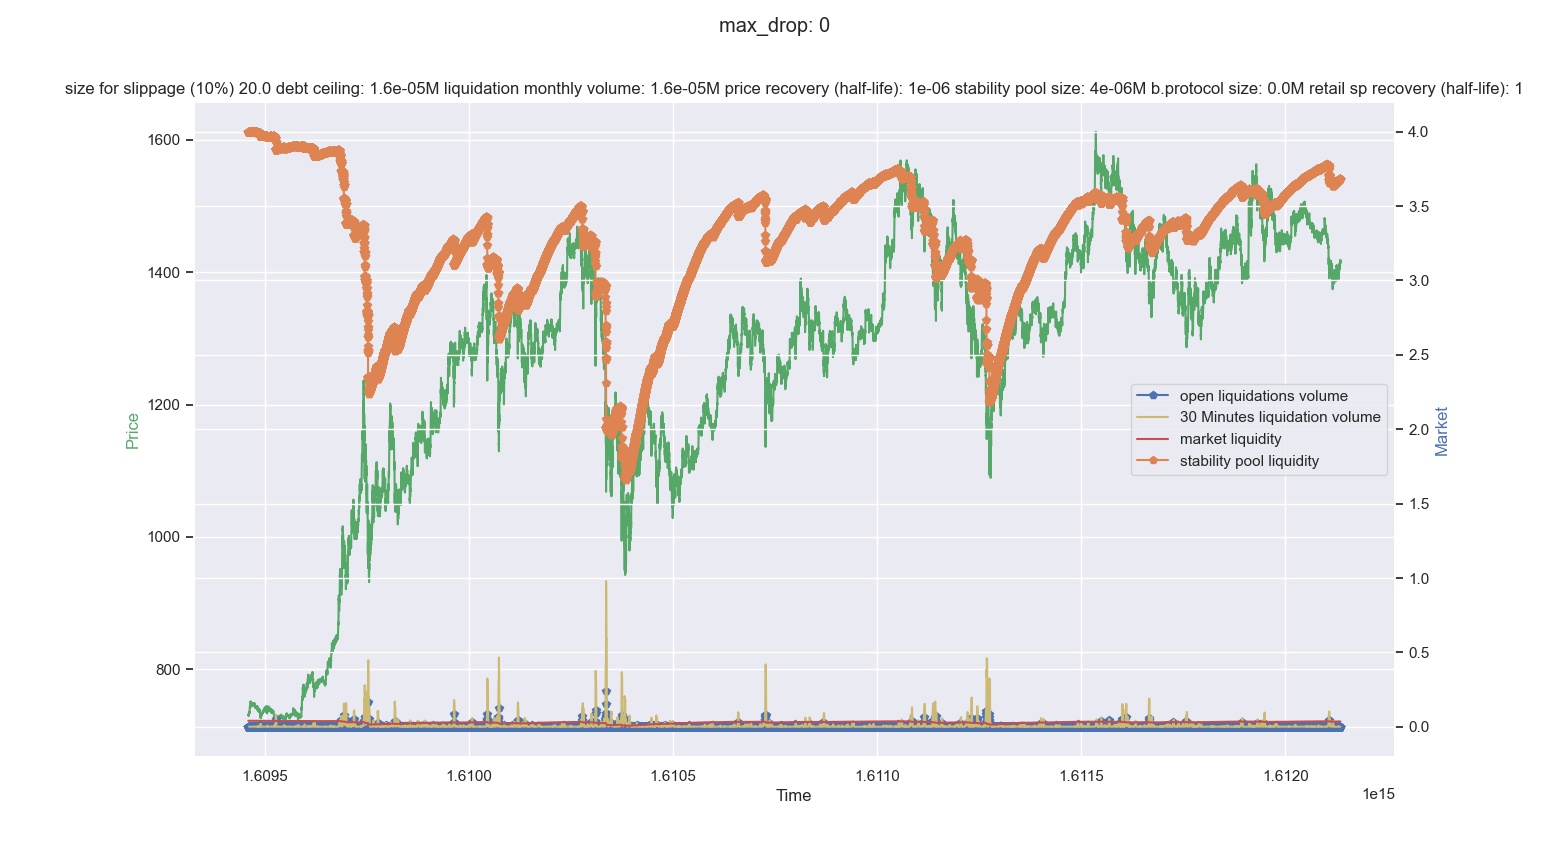 max_drop: 0
size for slippage (10%) 20.0 debt ceiling: 1.6e-05M liquidation monthly volume: 1.6e-05M price recovery (half-life): 1e-06 stability pool size: 4e-06M b.protocol size: 0.0M retail sp recovery (half-life): 1
1600
1400
1200
1000
800
Price
4.0
3.5
3.0
2.5
2.0
1.5
1.0
0.5
0.0
Market
open liquidations volume
30 Minutes liquidation volume
market liquidity
stability pool liquidity
1.6095 1.6100 1.6105 1.6110 1.6115 1.6120
Time
1e15